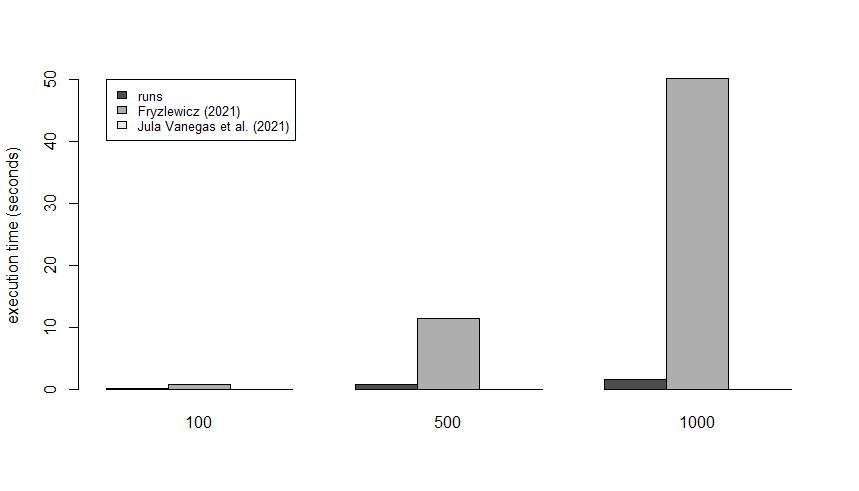 execution time (seconds)
50
40
30
20
10
0
runs
Fryzlewicz (2021)
Jula Vanegas et al. (2021)
100
500
1000